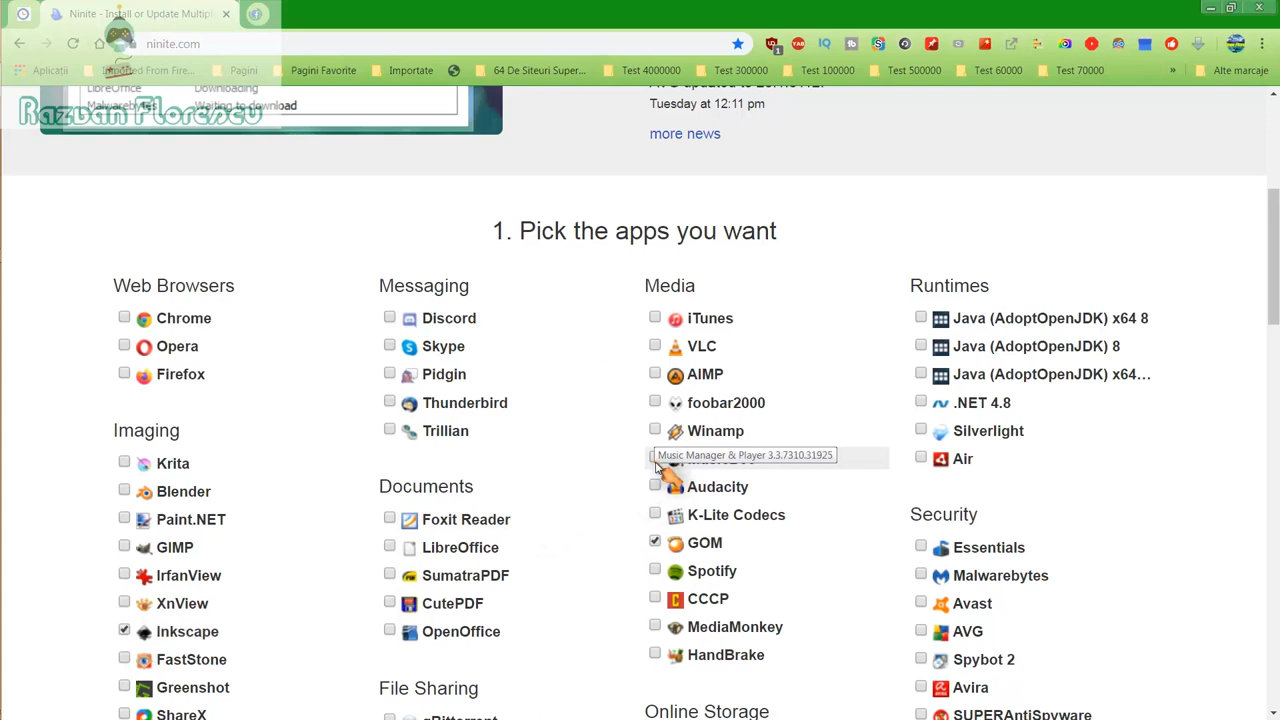 Ninite - Install or Update Multip
ninite.com
Aplicatii
Imported From Fire...
Pagini
Pagini Favorite
Importate
64 De Siteuri Super...
Test 4000000
Test 300000
Test 100000
Test 500000
Test 60000
Test 70000
»
Alte marcaje
Razvan Florescu
LibreOffice Downloading
Malwarebytes Waiting to download
Tuesday at 12:11 pm
more news
1. Pick the apps you want
Web Browsers
Chrome
Opera
Firefox
Imaging
Krita
Blender
Paint.NET
GIMP
IrfanView
XnView
Inkscape
FastStone
Greenshot
ShareX
Messaging
Discord
Skype
Pidgin
Thunderbird
Trillian
Documents
Foxit Reader
LibreOffice
SumatraPDF
CutePDF
OpenOffice
File Sharing
qBittorrent
Media
iTunes
VLC
AIMP
foobar2000
Winamp
Music Manager & Player 3.3.7310.31925
Audacity
K-Lite Codecs
GOM
Spotify
CCCP
MediaMonkey
HandBrake
Online Storage
Runtimes
Java (AdoptOpenJDK) x64 8
Java (AdoptOpenJDK) 8
Java (AdoptOpenJDK) x64...
.NET 4.8
Silverlight
Air
Security
Essentials
Malwarebytes
Avast
AVG
Spybot 2
Avira
SUPERAntiSpyware